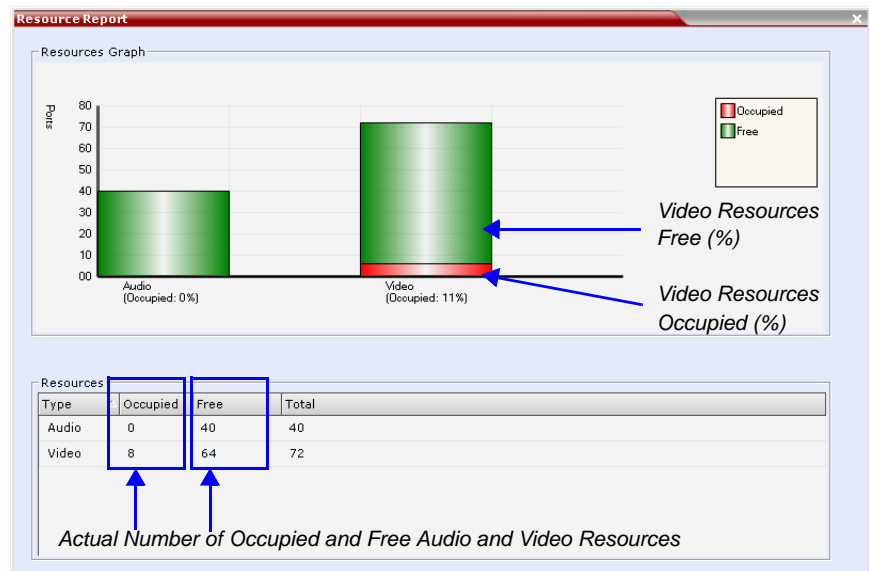 Resource Report
Resources Graph
Ports
80
70
60
50
40
30
20
10
00
Audio
(Occupied: 0%)
Video
(Occupied: 11%)
Occupied
Free
Video Resources
Free (%)
Video Resources
Occupied (%)
Resources
Type Occupied Free Total
Audio 0 40 40
Video 8 64 72
Actual Number of Occupied and Free Audio and Video Resources